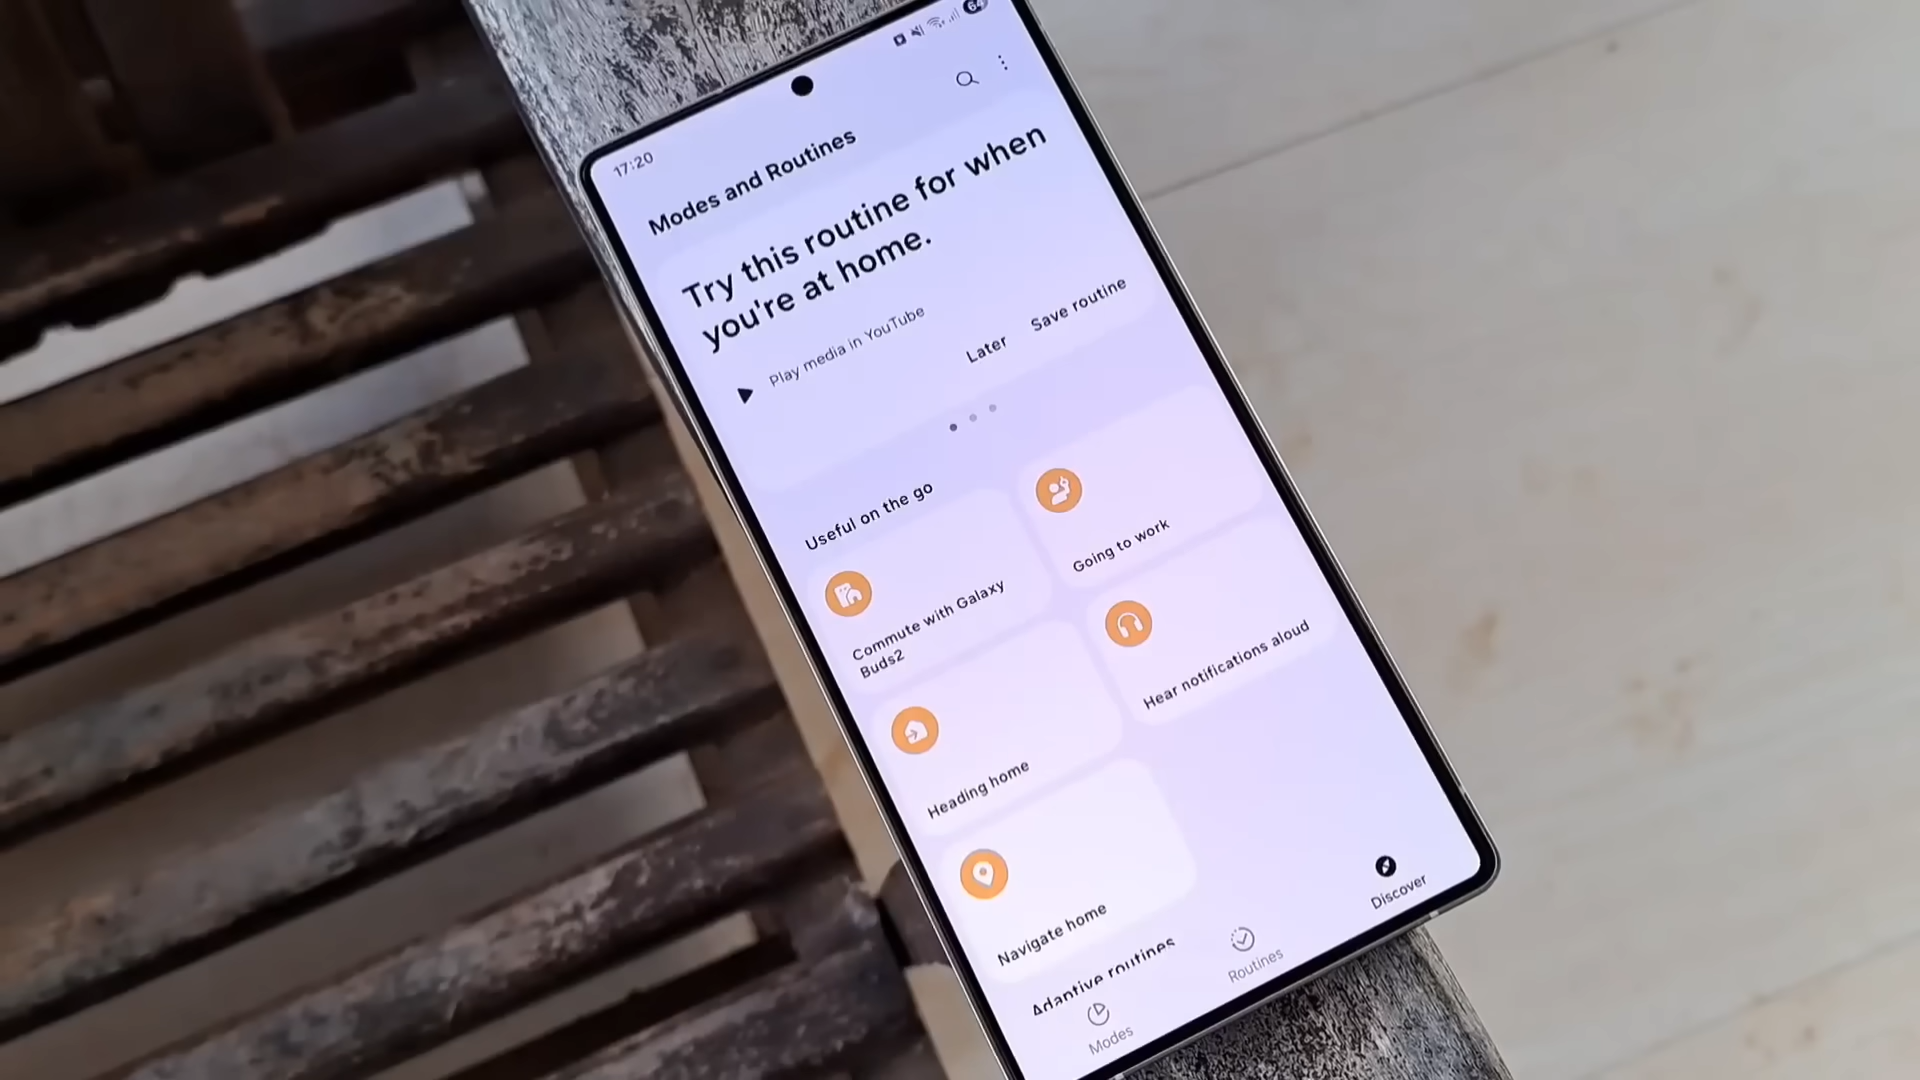 17:20
64
Modes and Routines
Try this routine for when
you're at home.
Play media in YouTube
Later
Save routine
Useful on the go
Commute with Galaxy
Buds2
Going to work
Heading home
Hear notifications aloud
Navigate home
Adaptive routines
Modes
Routines
Discover